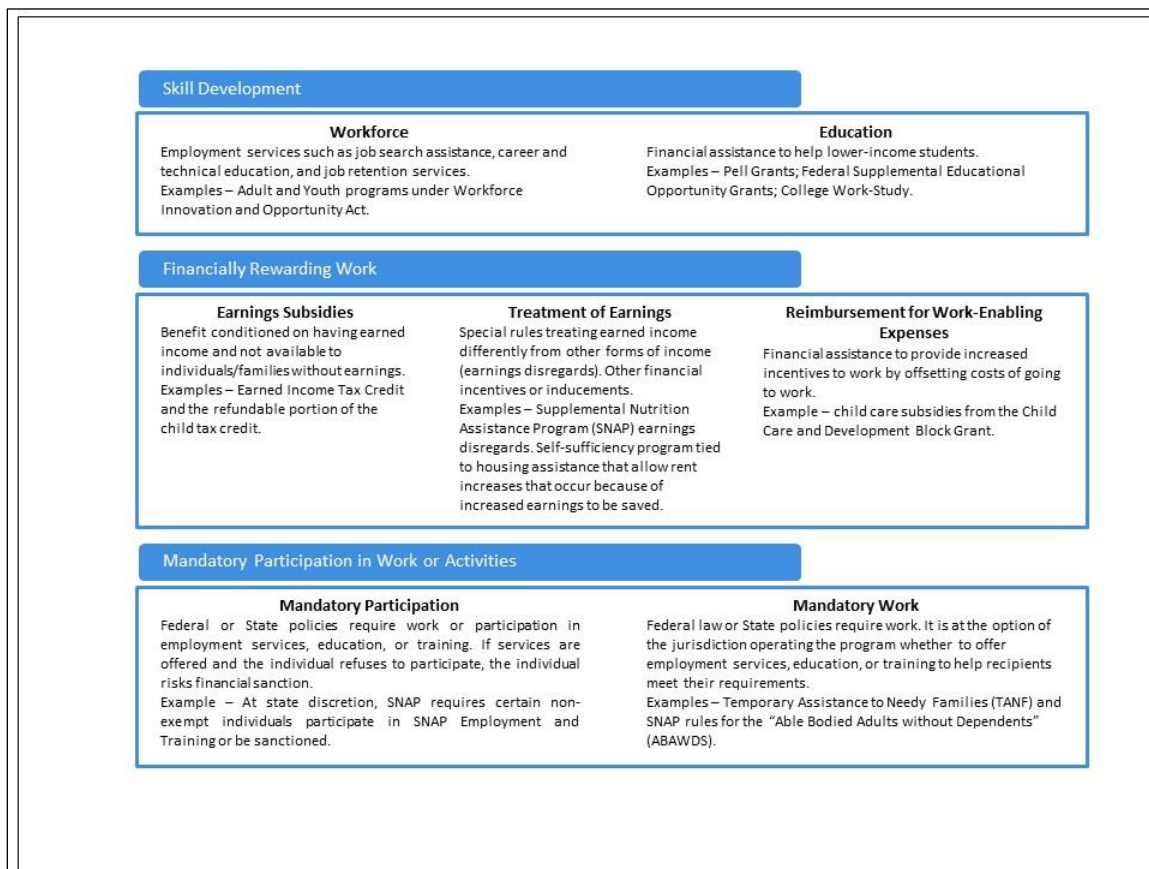 Skill Development
Workforce
Employment services such as job search assistance, career and
technical education, and job retention services.
Examples – Adult and Youth programs under Workforce
Innovation and Opportunity Act.
Education
Financial assistance to help lower-income students.
Examples – Pell Grants; Federal Supplemental Educational
Opportunity Grants; College Work-Study.
Financially Rewarding Work
Earnings Subsidies
Benefit conditioned on having earned
income and not available to
individuals/families without earnings.
Examples – Earned Income Tax Credit
and the refundable portion of the
child tax credit.
Treatment of Earnings
Special rules treating earned income
differently from other forms of income
(earnings disregards). Other financial
incentives or inducements.
Examples – Supplemental Nutrition
Assistance Program (SNAP) earnings
disregards. Self-sufficiency program tied
to housing assistance that allow rent
increases that occur because of
increased earnings to be saved.
Reimbursement for Work-Enabling
Expenses
Financial assistance to provide increased
incentives to work by offsetting costs of going
to work.
Example – child care subsidies from the Child
Care and Development Block Grant.
Mandatory Participation in Work or Activities
Mandatory Participation
Federal or State policies require work or participation in
employment services, education, or training. If services are
offered and the individual refuses to participate, the individual
risks financial sanction.
Example – At state discretion, SNAP requires certain non-
exempt individuals participate in SNAP Employment and
Training or be sanctioned.
Mandatory Work
Federal law or State policies require work. It is at the option of
the jurisdiction operating the program whether to offer
employment services, education, or training to help recipients
meet their requirements.
Examples – Temporary Assistance to Needy Families (TANF) and
SNAP rules for the “Able Bodied Adults without Dependents”
(ABAWDS).